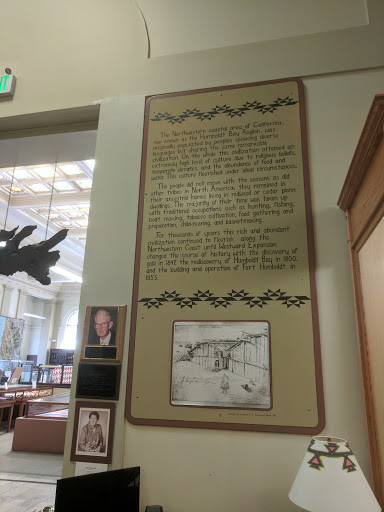 The Northwestern coastal area of California,
now known as the Humboldt Bay Region, was
originally populated by peoples speaking diverse
languages but sharing the same remarkable
civilization. On the whole this civilization attained an
extremely high level of culture due to religious beliefs,
temperate climates, and the abundance of food and
water. This culture flourished under ideal circumstances.
The people did not move with the season as did
other tribes in North America; they remained in
their ancestral homes living in redwood or cedar plank
dwellings. The majority of their time was taken up
with traditional occupations such as hunting, fishing,
boat making, tobacco cultivation, food gathering and
preparation, child-rearing, and basketmaking.
For thousands of years this rich and abundant
civilization continued to flourish along the
Northwestern Coast until Westward Expansion
changed the course of history with the discovery of
gold in 1849, the rediscovery of Humboldt Bay in 1850,
and the building and operation of Fort Humboldt in
1853.